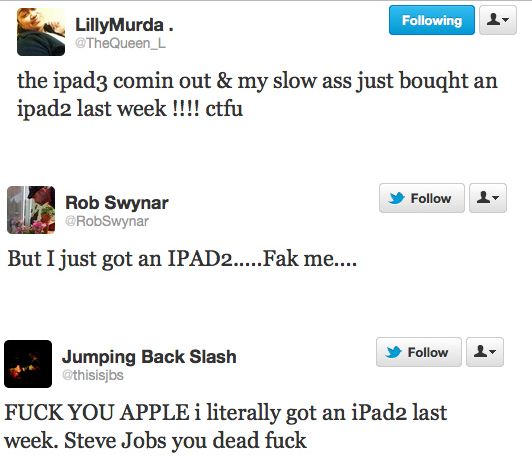 LillyMurda .
Following
@TheQueen_L
the ipad3 comin out & my slow ass just bouqht an
ipad2 last week !!!! ctfu
Rob Swynar
Follow
@RobSwynar
But I just got an IPAD2.....Fak me....
Jumping Back Slash
Follow
@thisisjbs
FUCK YOU APPLE i literally got an iPad2 last
week. Steve Jobs you dead fuck